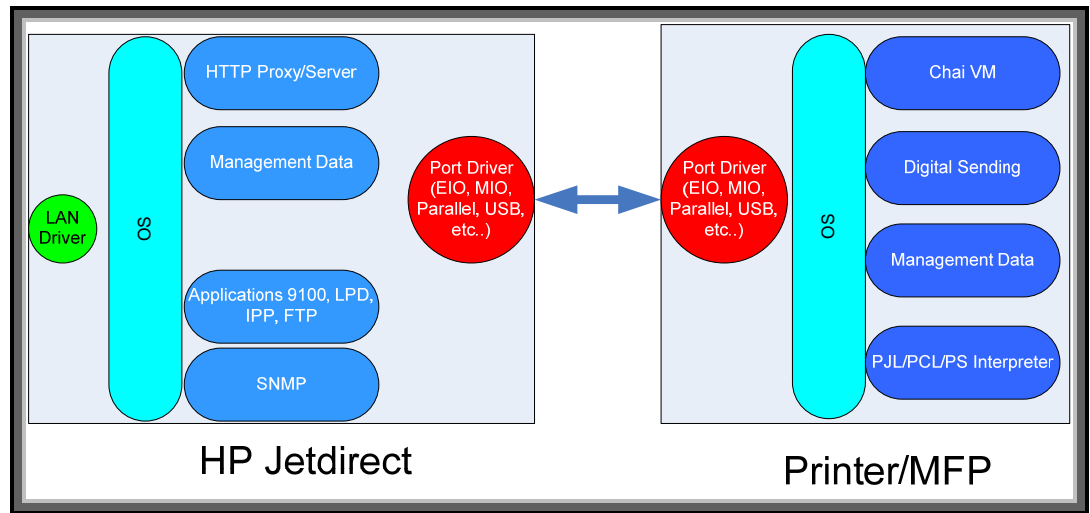 HTTP Proxy/Server
Management Data
LAN
Driver
OS
Applications 9100, LPD,
IPP, FTP
SNMP
Port Driver
(EIO, MIO,
Parallel, USB,
etc..)
HP Jetdirect
Port Driver
(EIO, MIO,
Parallel, USB,
etc..)
OS
Chai VM
Digital Sending
Management Data
PJL/PCL/PS Interpreter
Printer/MFP